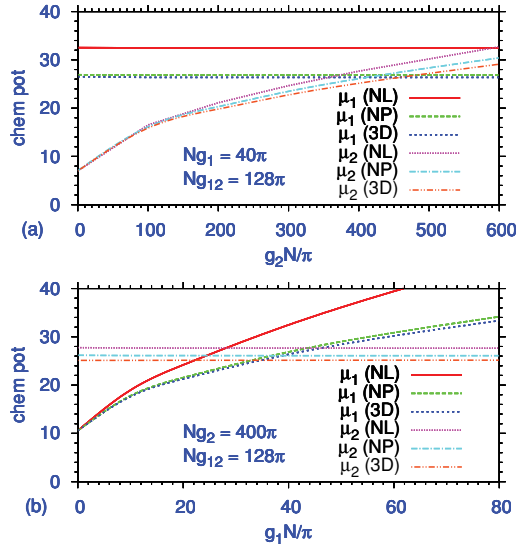 40
30
20
10
0
chem pot
μ1 (NL)
μ1 (NP)
μ1 (3D)
μ2 (NL)
μ2 (NP)
μ2 (3D)
Ng1 = 40π
Ng12 = 128π
0 100 200 300 400 500 600
(a) g2N/π
40
30
20
10
0
chem pot
μ1 (NL)
μ1 (NP)
μ1 (3D)
μ2 (NL)
μ2 (NP)
μ2 (3D)
Ng2 = 400π
Ng12 = 128π
0 20 40 60 80
(b) g1N/π